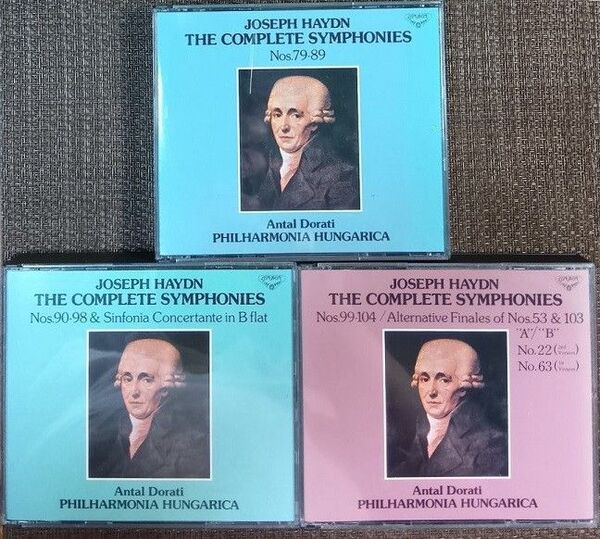 JOSEPH HAYDN
THE COMPLETE SYMPHONIES
Nos.79-89
Antal Dorati
PHILHARMONIA HUNGARICA
JOSEPH HAYDN
THE COMPLETE SYMPHONIES
Nos.90-98 & Sinfonia Concertante in B flat
Antal Dorati
PHILHARMONIA HUNGARICA
JOSEPH HAYDN
THE COMPLETE SYMPHONIES
Nos.99-104 / Alternative Finales of Nos.53 & 103
"A"/"B"
No.22
No.63
Antal Dorati
PHILHARMONIA HUNGARICA